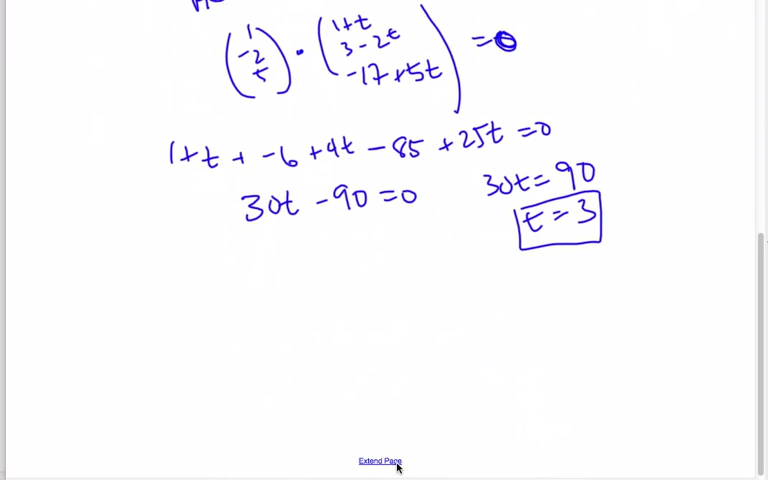 (1 -2 5) · (1+t 3-2t -17+5t) = 0
1+t + -6 +4t - 85 +25t =0
30t - 90 = 0
30t = 90
t = 3
Extend Page